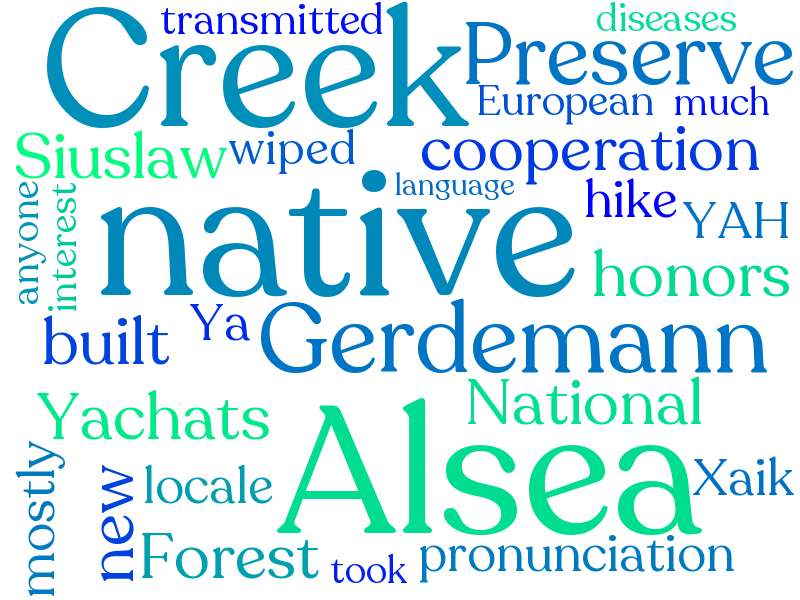 transmitted
diseases
Creek
Preserve
European
much
Siuslaw
wiped
cooperation
language
anyone
interest
native
hike
YAH
honors
built
Ya
Gerdemann
Yachats
National
Alsea
mostly
new
locale
Xaik
Forest
took
pronunciation